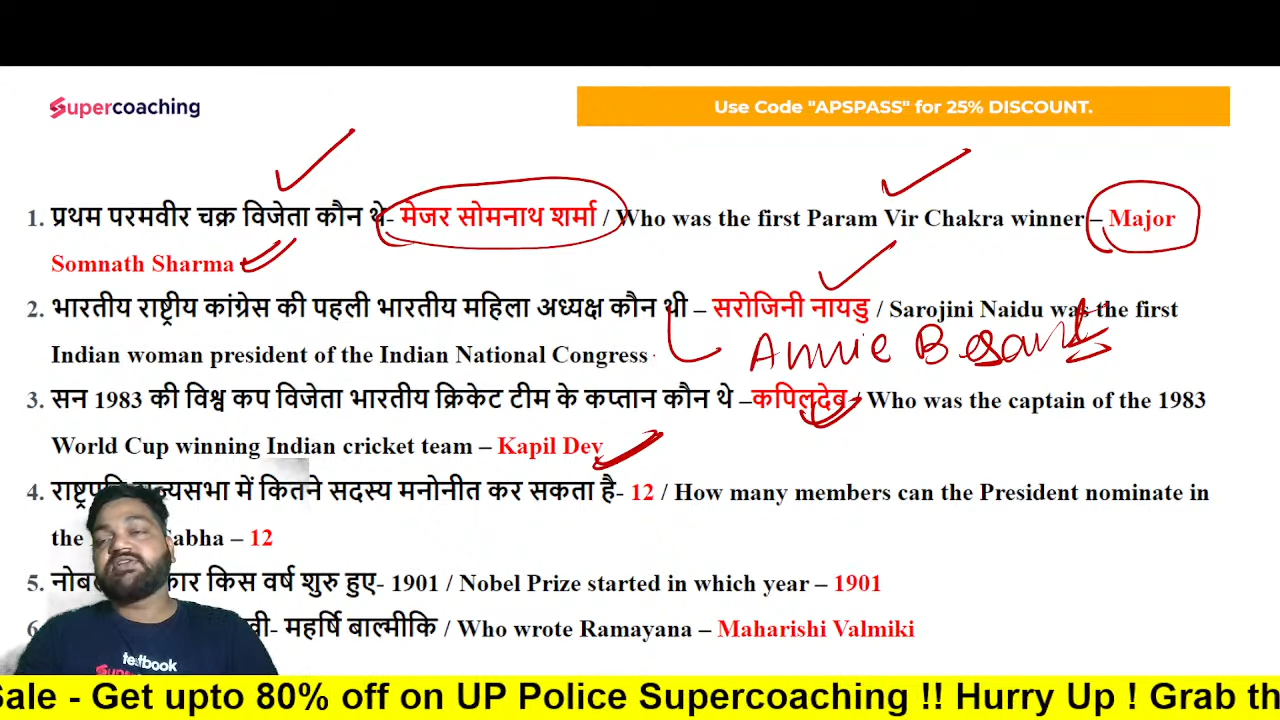 Supercoaching
Use Code "APSPASS" for 25% DISCOUNT.
1. प्रथम परमवीर चक्र विजेता कौन थे- मेजर सोमनाथ शर्मा / Who was the first Param Vir Chakra winner – Major
Somnath Sharma
2. भारतीय राष्ट्रीय कांग्रेस की पहली भारतीय महिला अध्यक्ष कौन थी – सरोजिनी नायडु / Sarojini Naidu was the first
Indian woman president of the Indian National Congress
Annie Besant
3. सन 1983 की विश्व कप विजेता भारतीय क्रिकेट टीम के कप्तान कौन थे –कपिलदेब- Who was the captain of the 1983
World Cup winning Indian cricket team – Kapil Dev
4. राष्ट्रपति राज्यसभा में कितने सदस्य मनोनीत कर सकता है- 12 / How many members can the President nominate in
the Sabha – 12
5. किस वर्ष शुरु हुए- 1901 / Nobel Prize started in which year – 1901
6 महर्षि बाल्मीकि / Who wrote Ramayana – Maharishi Valmiki
testbook
Sale - Get upto 80% off on UP Police Supercoaching !! Hurry Up ! Grab th